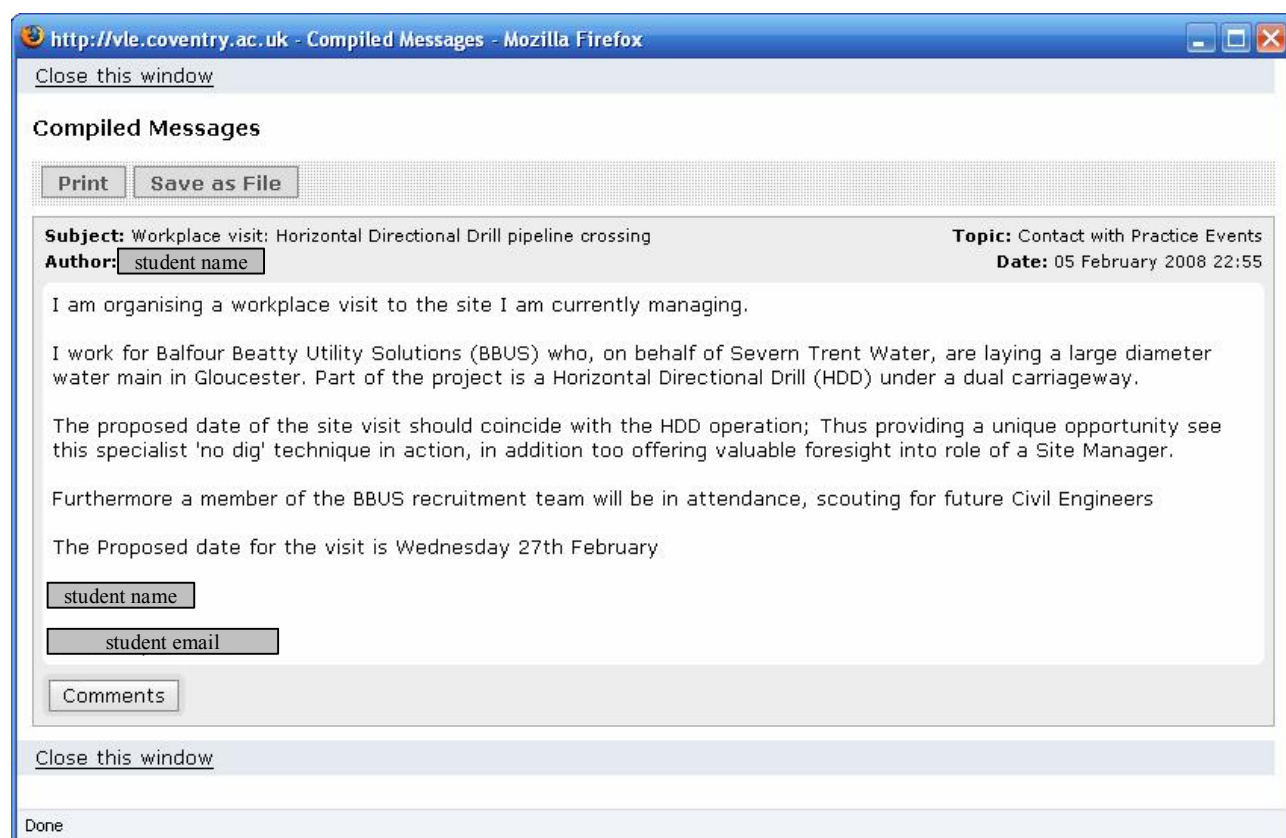 http://vle.coventry.ac.uk - Compiled Messages - Mozilla Firefox
Close this window
Compiled Messages
Print Save as File
Subject: Workplace visit: Horizontal Directional Drill pipeline crossing Topic: Contact with Practice Events
Author: student name Date: 05 February 2008 22:55
I am organising a workplace visit to the site I am currently managing.
I work for Balfour Beatty Utility Solutions (BBUS) who, on behalf of Severn Trent Water, are laying a large diameter
water main in Gloucester. Part of the project is a Horizontal Directional Drill (HDD) under a dual carriageway.
The proposed date of the site visit should coincide with the HDD operation; Thus providing a unique opportunity see
this specialist 'no dig' technique in action, in addition too offering valuable foresight into role of a Site Manager.
Furthermore a member of the BBUS recruitment team will be in attendance, scouting for future Civil Engineers
The Proposed date for the visit is Wednesday 27th February
student name
student email
Comments
Close this window
Done